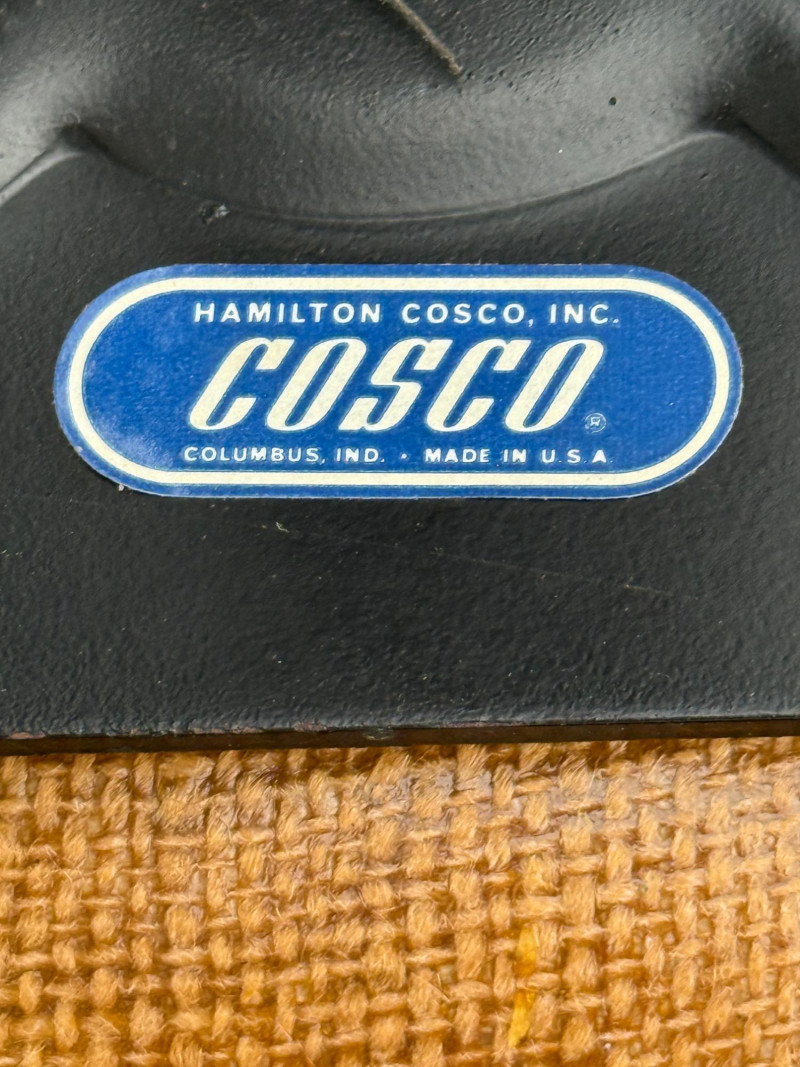 HAMILTON COSCO, INC.
COSCO®
COLUMBUS, IND. • MADE IN U.S.A.